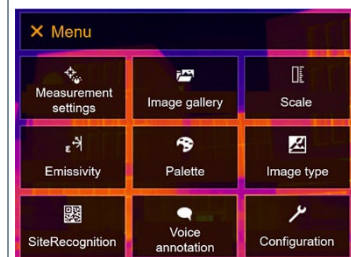 × Menu
Measurement
settings
Image gallery
Scale
ε
Emissivity
Palette
Image type
SiteRecognition
Voice
annotation
Configuration